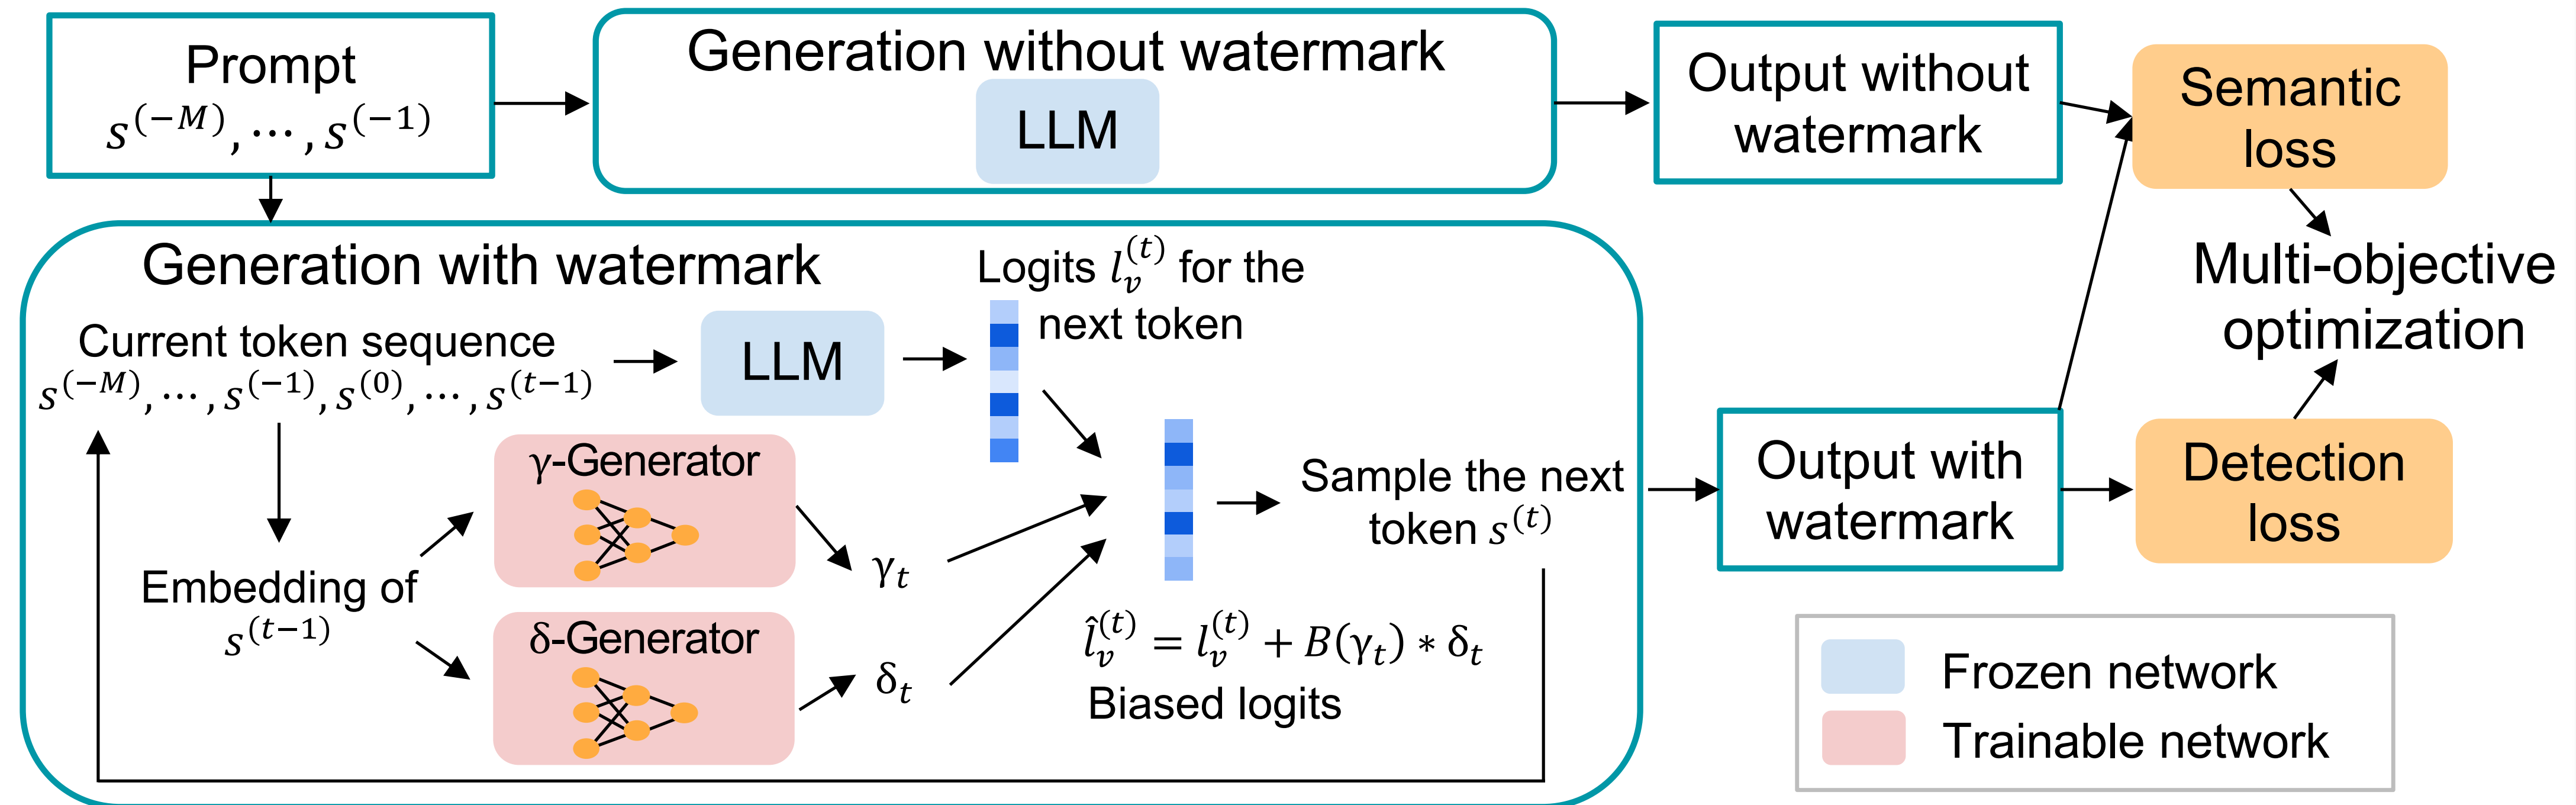 Prompt
s^(−M), ⋯, s^(−1)
Generation without watermark
LLM
Output without
watermark
Semantic
loss
Multi-objective
optimization
Generation with watermark
Current token sequence
s^(−M), ⋯, s^(−1), s^(0), ⋯, s^(t−1)
LLM
Logits l_v^(t) for the
next token
γ-Generator
γ_t
Embedding of
s^(t−1)
δ-Generator
δ_t
l̂_v^(t) = l_v^(t) + B(γ_t) ∗ δ_t
Biased logits
Sample the next
token s^(t)
Output with
watermark
Detection
loss
Frozen network
Trainable network